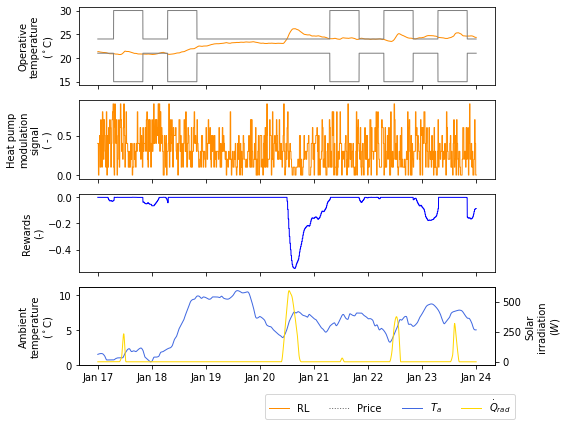 Operative
temperature
(°C)
30
25
20
15
Heat pump
modulation
signal
( - )
0.5
0.0
Rewards
(-)
0.0
−0.2
−0.4
Ambient
temperature
(°C)
10
5
0
Solar
irradiation
(W)
500
250
0
Jan 17 Jan 18 Jan 19 Jan 20 Jan 21 Jan 22 Jan 23 Jan 24
RL Price Tₐ Q̇_rad